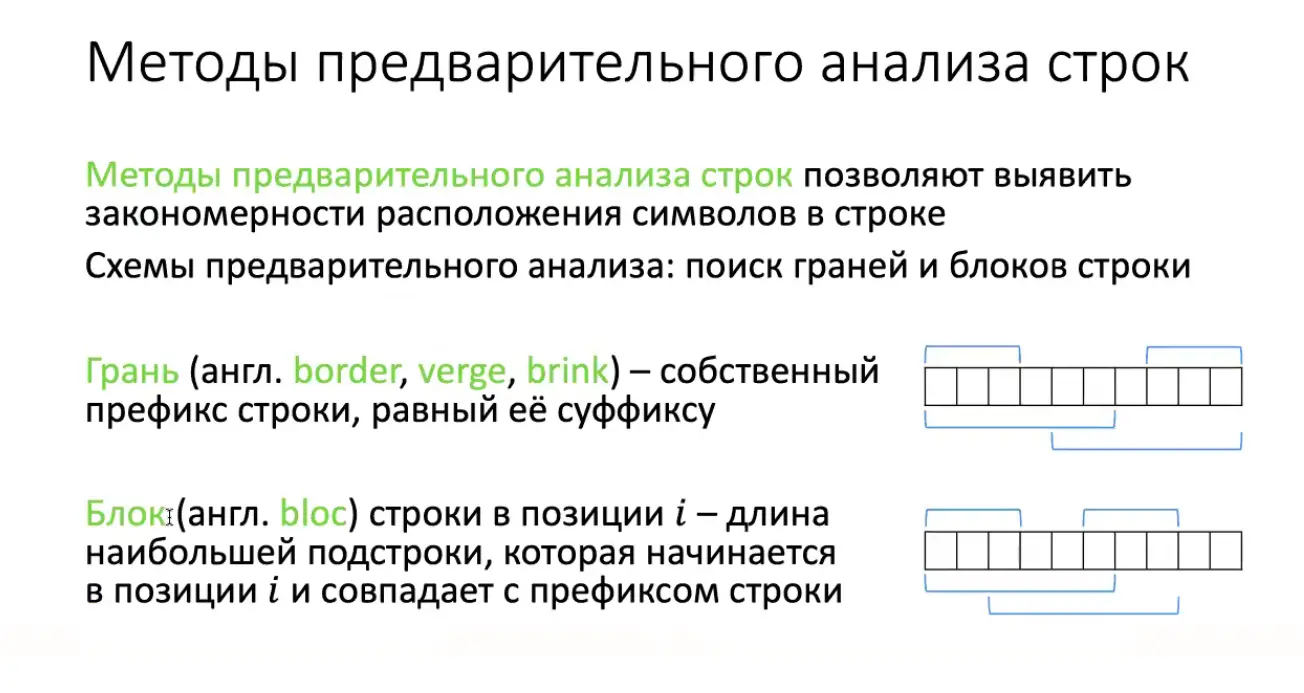 Методы предварительного анализа строк
Методы предварительного анализа строк позволяют выявить
закономерности расположения символов в строке
Схемы предварительного анализа: поиск граней и блоков строки
Грань (англ. border, verge, brink) – собственный
префикс строки, равный её суффиксу
Блок (англ. bloc) строки в позиции i – длина
наибольшей подстроки, которая начинается
в позиции i и совпадает с префиксом строки